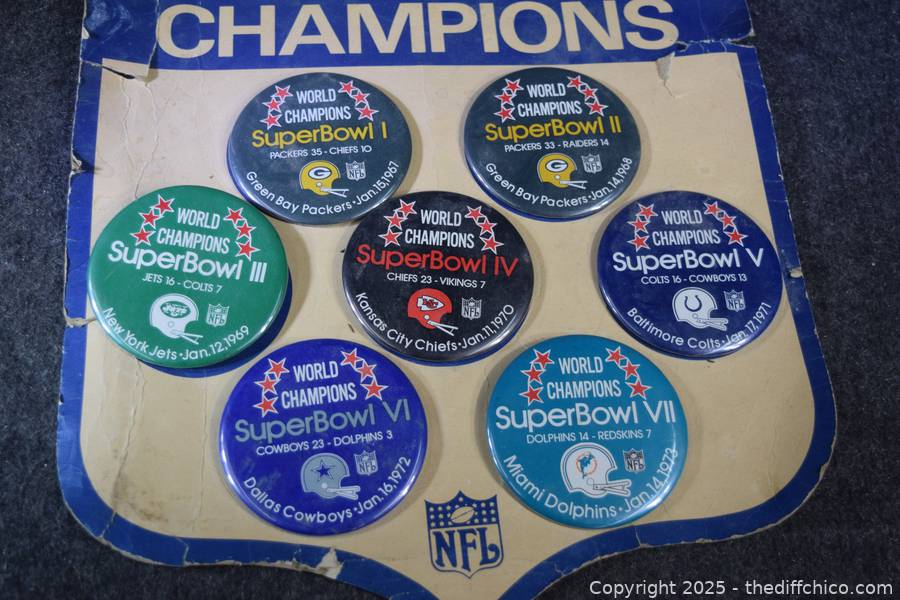 CHAMPIONS
WORLD
CHAMPIONS
SuperBowl I
PACKERS 35 - CHIEFS 10
G
NFL
Green Bay Packers • Jan. 15, 1967
WORLD
CHAMPIONS
SuperBowl II
PACKERS 33 - RAIDERS 14
G
NFL
Green Bay Packers • Jan. 14, 1968
WORLD
CHAMPIONS
SuperBowl III
JETS 16 - COLTS 7
JETS
NFL
New York Jets • Jan. 12, 1969
WORLD
CHAMPIONS
SuperBowl IV
CHIEFS 23 - VIKINGS 7
KC
NFL
Kansas City Chiefs • Jan. 11, 1970
WORLD
CHAMPIONS
SuperBowl V
COLTS 16 - COWBOYS 13
NFL
Baltimore Colts • Jan. 17, 1971
WORLD
CHAMPIONS
SuperBowl VI
COWBOYS 23 - DOLPHINS 3
NFL
Dallas Cowboys • Jan. 16, 1972
WORLD
CHAMPIONS
SuperBowl VII
DOLPHINS 14 - REDSKINS 7
NFL
Miami Dolphins • Jan. 14, 1973
NFL
Copyright 2025 - thediffchico.com